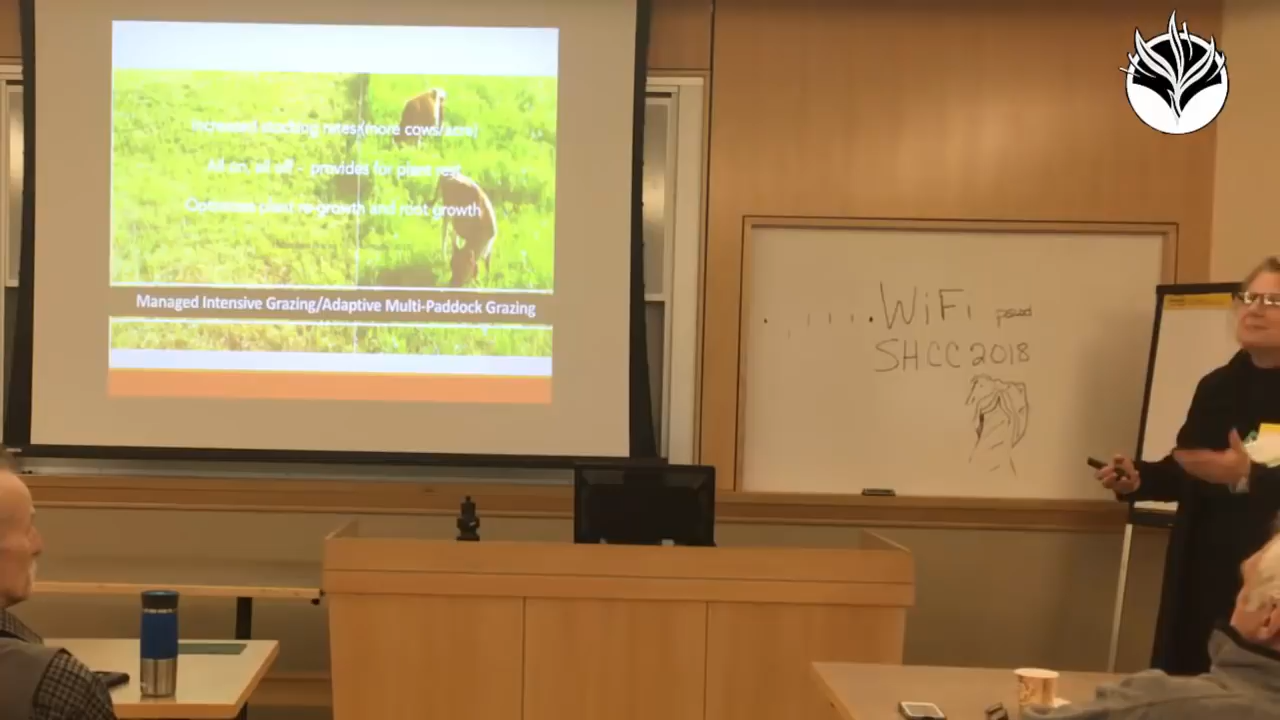 Increased stocking rates (more cows/acre)
All on, all off - provides for plant rest
Optimizes plant re-growth and root growth
Managed Intensive Grazing/Adaptive Multi-Paddock Grazing
WiFi
SHCC2018